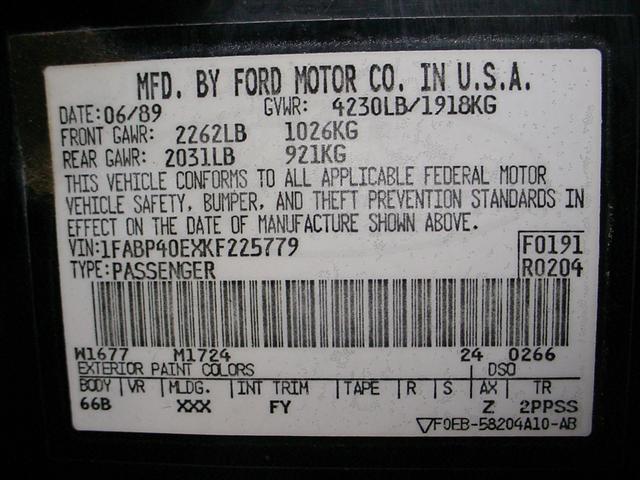 MFD. BY FORD MOTOR CO. IN U.S.A.
DATE: 06/89 GVWR: 4230LB/1918KG
FRONT GAWR: 2262LB 1026KG
REAR GAWR: 2031LB 921KG
THIS VEHICLE CONFORMS TO ALL APPLICABLE FEDERAL MOTOR
VEHICLE SAFETY, BUMPER, AND THEFT PREVENTION STANDARDS IN
EFFECT ON THE DATE OF MANUFACTURE SHOWN ABOVE.
VIN: 1FABP40EXKF225779 F0191
TYPE: PASSENGER R0204
W1677 M1724 24 0266
EXTERIOR PAINT COLORS DSO
BODY VR MLDG. INT TRIM TAPE R S AX TR
66B XXX FY Z 2PPSS
F0EB-58204A10-AB